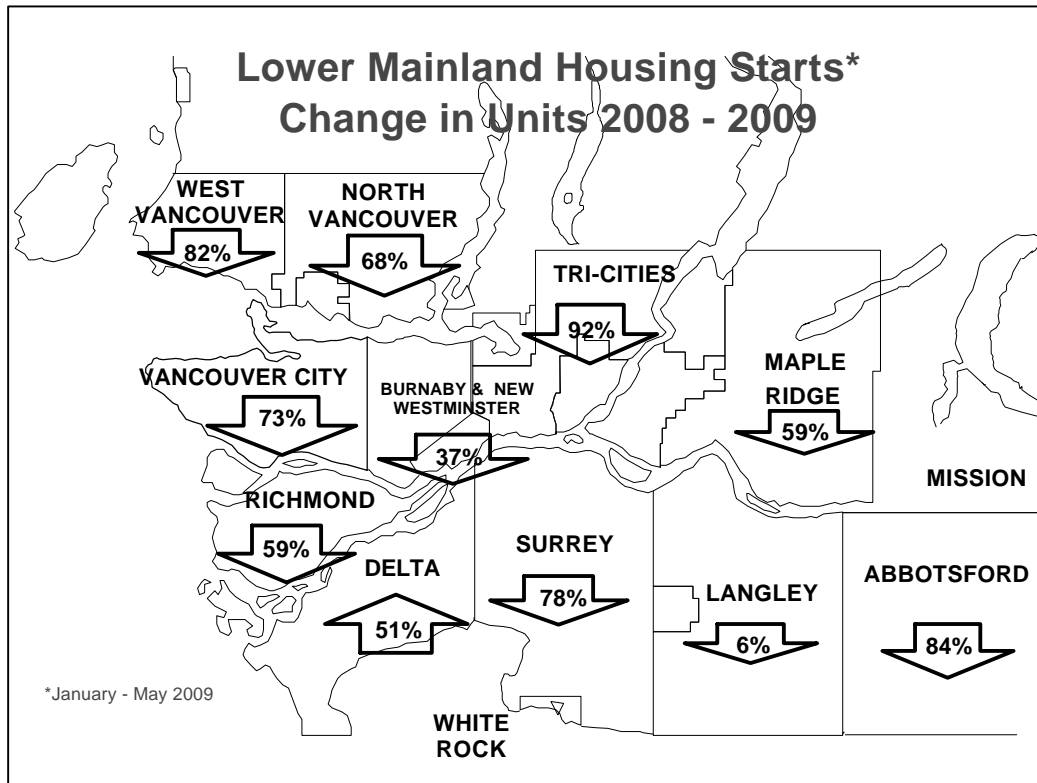 Lower Mainland Housing Starts*
Change in Units 2008 - 2009
WEST
VANCOUVER
82%
NORTH
VANCOUVER
68%
TRI-CITIES
92%
VANCOUVER CITY
73%
BURNABY & NEW
WESTMINSTER
37%
MAPLE
RIDGE
59%
MISSION
RICHMOND
59%
DELTA
51%
SURREY
78%
LANGLEY
6%
ABBOTSFORD
84%
*January - May 2009
WHITE
ROCK